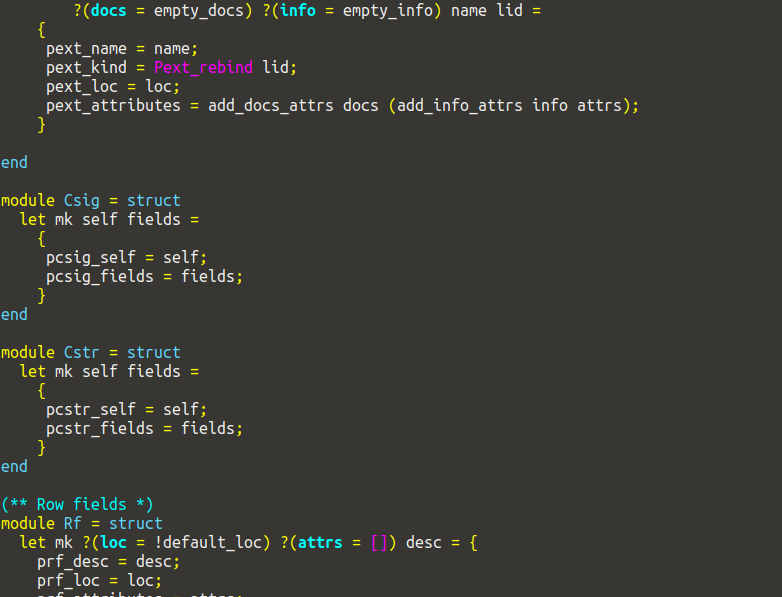 ?(docs = empty_docs) ?(info = empty_info) name lid =
{
pext_name = name;
pext_kind = Pext_rebind lid;
pext_loc = loc;
pext_attributes = add_docs_attrs docs (add_info_attrs info attrs);
}
end
module Csig = struct
let mk self fields =
{
pcsig_self = self;
pcsig_fields = fields;
}
end
module Cstr = struct
let mk self fields =
{
pcstr_self = self;
pcstr_fields = fields;
}
end
(** Row fields *)
module Rf = struct
let mk ?(loc = !default_loc) ?(attrs = []) desc = {
prf_desc = desc;
prf_loc = loc;